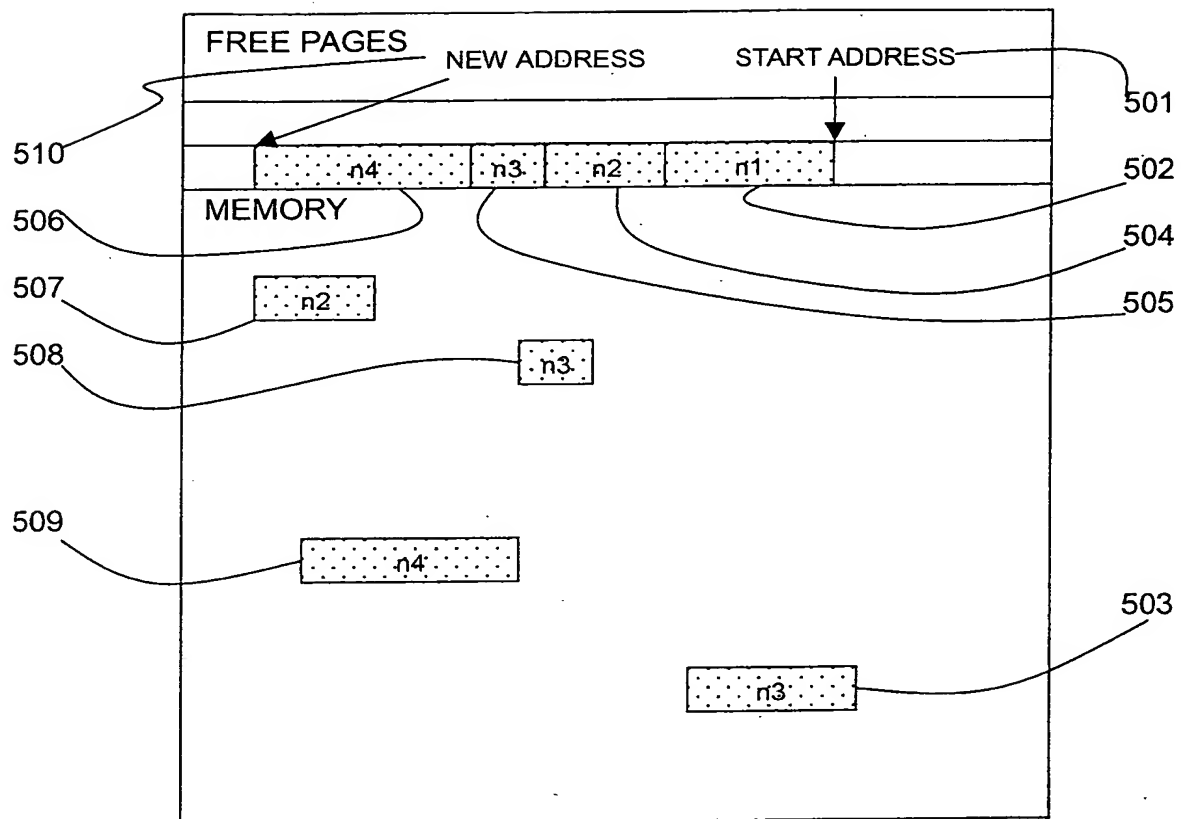 FREE PAGES
NEW ADDRESS
START ADDRESS
501
510
n4
n3
n2
n1
502
506
MEMORY
504
507
n2
505
508
n3
509
n4
503
n3